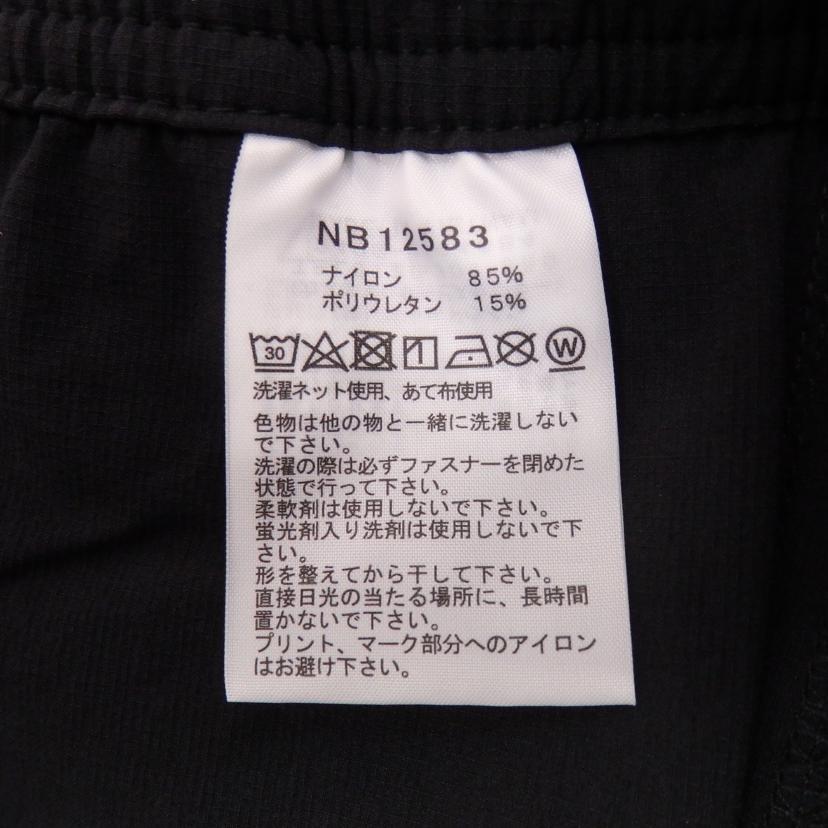 NB12583
ナイロン 85%
ポリウレタン 15%
30 W
洗濯ネット使用、あて布使用
色物は他の物と一緒に洗濯しない
で下さい。
洗濯の際は必ずファスナーを閉めた
状態で行って下さい。
柔軟剤は使用しないで下さい。
蛍光剤入り洗剤は使用しないで下
さい。
形を整えてから干して下さい。
直接日光の当たる場所に、長時間
置かないで下さい。
プリント、マーク部分へのアイロン
はお避け下さい。